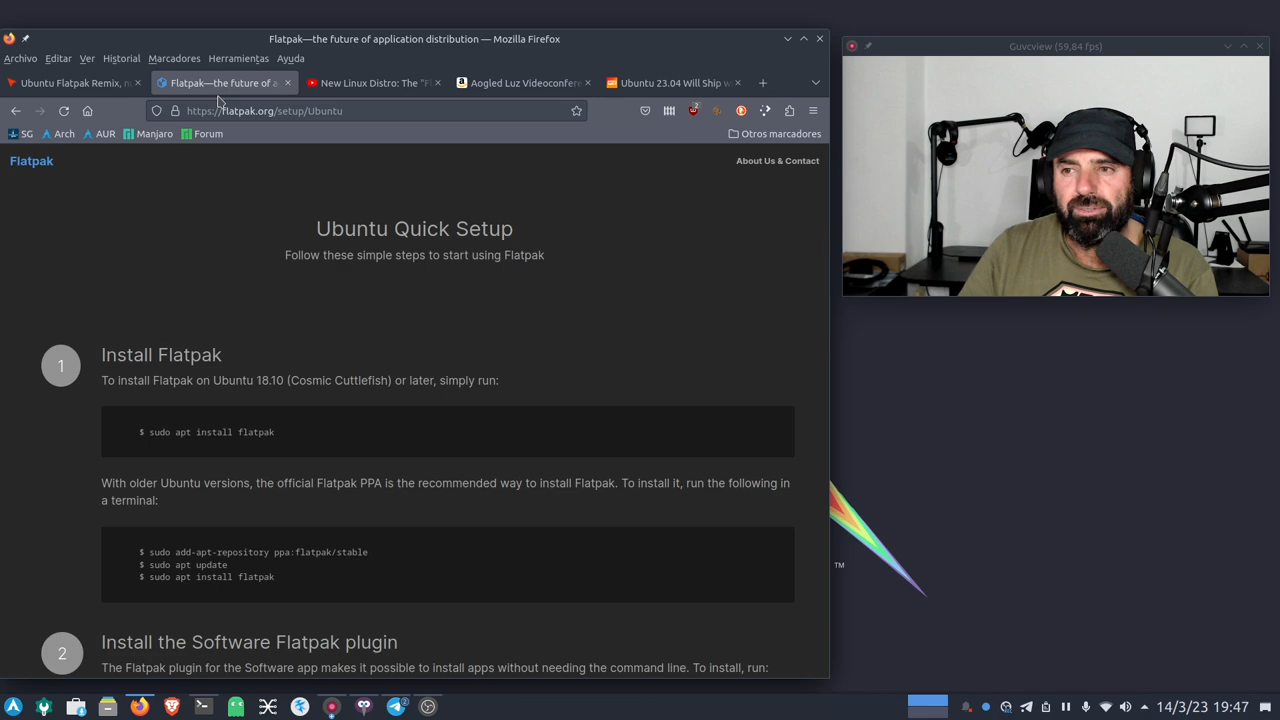 Flatpak—the future of application distribution — Mozilla Firefox
Archivo Editar Ver Historial Marcadores Herramientas Ayuda
Ubuntu Flatpak Remix, n
Flatpak—the future of a
New Linux Distro: The "Fl
Aogled Luz Videoconfere
Ubuntu 23.04 Will Ship w
https://flatpak.org/setup/Ubuntu
2
SG Arch AUR Manjaro Forum Otros marcadores
Flatpak
About Us & Contact
Ubuntu Quick Setup
Follow these simple steps to start using Flatpak
1
Install Flatpak
To install Flatpak on Ubuntu 18.10 (Cosmic Cuttlefish) or later, simply run:
$ sudo apt install flatpak
With older Ubuntu versions, the official Flatpak PPA is the recommended way to install Flatpak. To install it, run the following in
a terminal:
$ sudo add-apt-repository ppa:flatpak/stable
$ sudo apt update
$ sudo apt install flatpak
2
Install the Software Flatpak plugin
The Flatpak plugin for the Software app makes it possible to install apps without needing the command line. To install, run:
Guvcview (59,84 fps)
TM
2
14/3/23 19:47